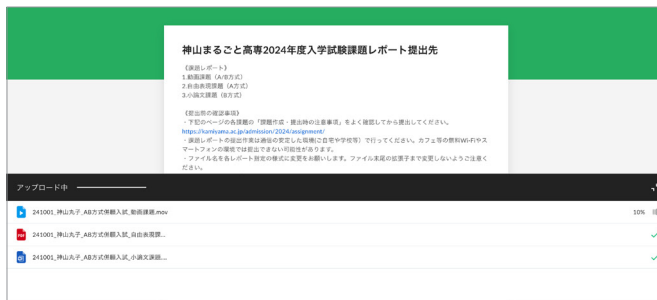 神山まるごと高専2024年度入学試験課題レポート提出先
《課題レポート》
1.動画課題（A/B方式）
2.自由表現課題（A方式）
3.小論文課題（B方式）
《提出前の確認事項》
・下記のページの各課題の「課題作成・提出時の注意事項」をよく確認してから提出してください。
https://kamiyama.ac.jp/admission/2024/assignment/
・課題レポートの提出作業は通信の安定した環境(ご自宅や学校等）で行ってください。カフェ等の無料Wi-Fiやス
マートフォンの環境では提出できない可能性があります。
・ファイル名を各レポート指定の様式に変更をお願いします。ファイル末尾の拡張子まで変更しないようご注意く
ださい。
アップロード中
241001_神山丸子_AB方式併願入試_動画課題.mov
10%
241001_神山丸子_AB方式併願入試_自由表現課...
PDF
241001_神山丸子_AB方式併願入試_小論文課題....